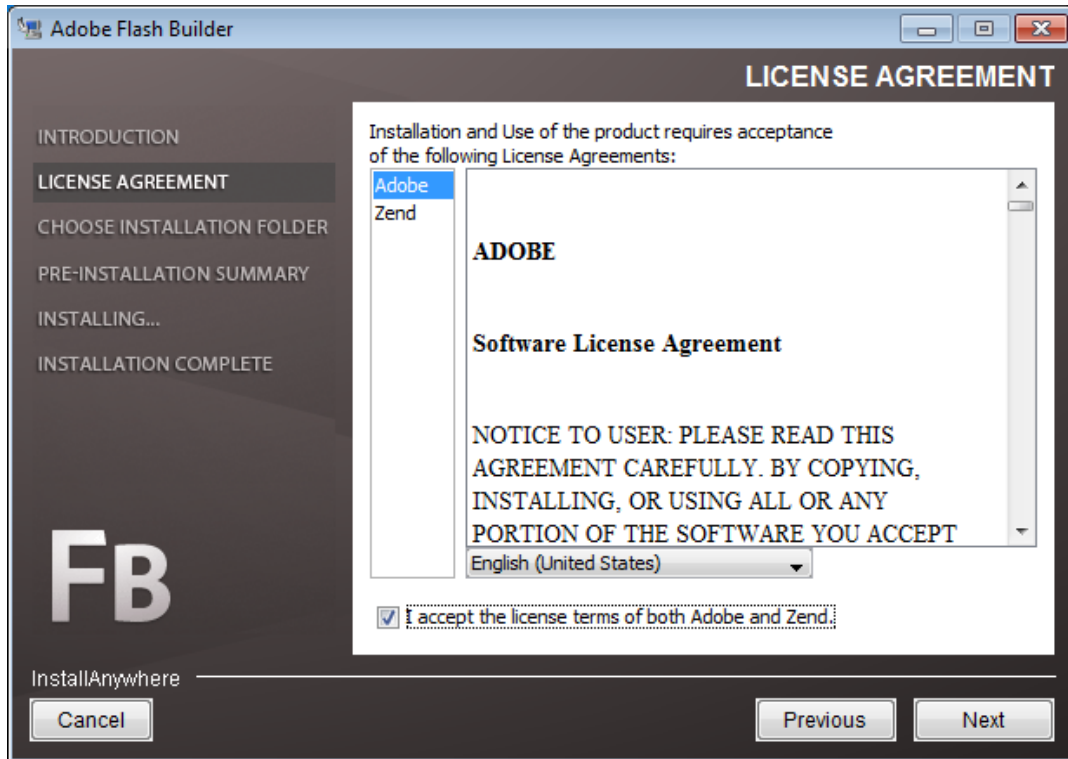 Adobe Flash Builder
LICENSE AGREEMENT
INTRODUCTION
LICENSE AGREEMENT
CHOOSE INSTALLATION FOLDER
PRE-INSTALLATION SUMMARY
INSTALLING...
INSTALLATION COMPLETE
FB
Installation and Use of the product requires acceptance
of the following License Agreements:
Adobe
Zend
ADOBE
Software License Agreement
NOTICE TO USER: PLEASE READ THIS
AGREEMENT CAREFULLY. BY COPYING,
INSTALLING, OR USING ALL OR ANY
PORTION OF THE SOFTWARE YOU ACCEPT
English (United States)
I accept the license terms of both Adobe and Zend.
InstallAnywhere
Cancel
Previous
Next